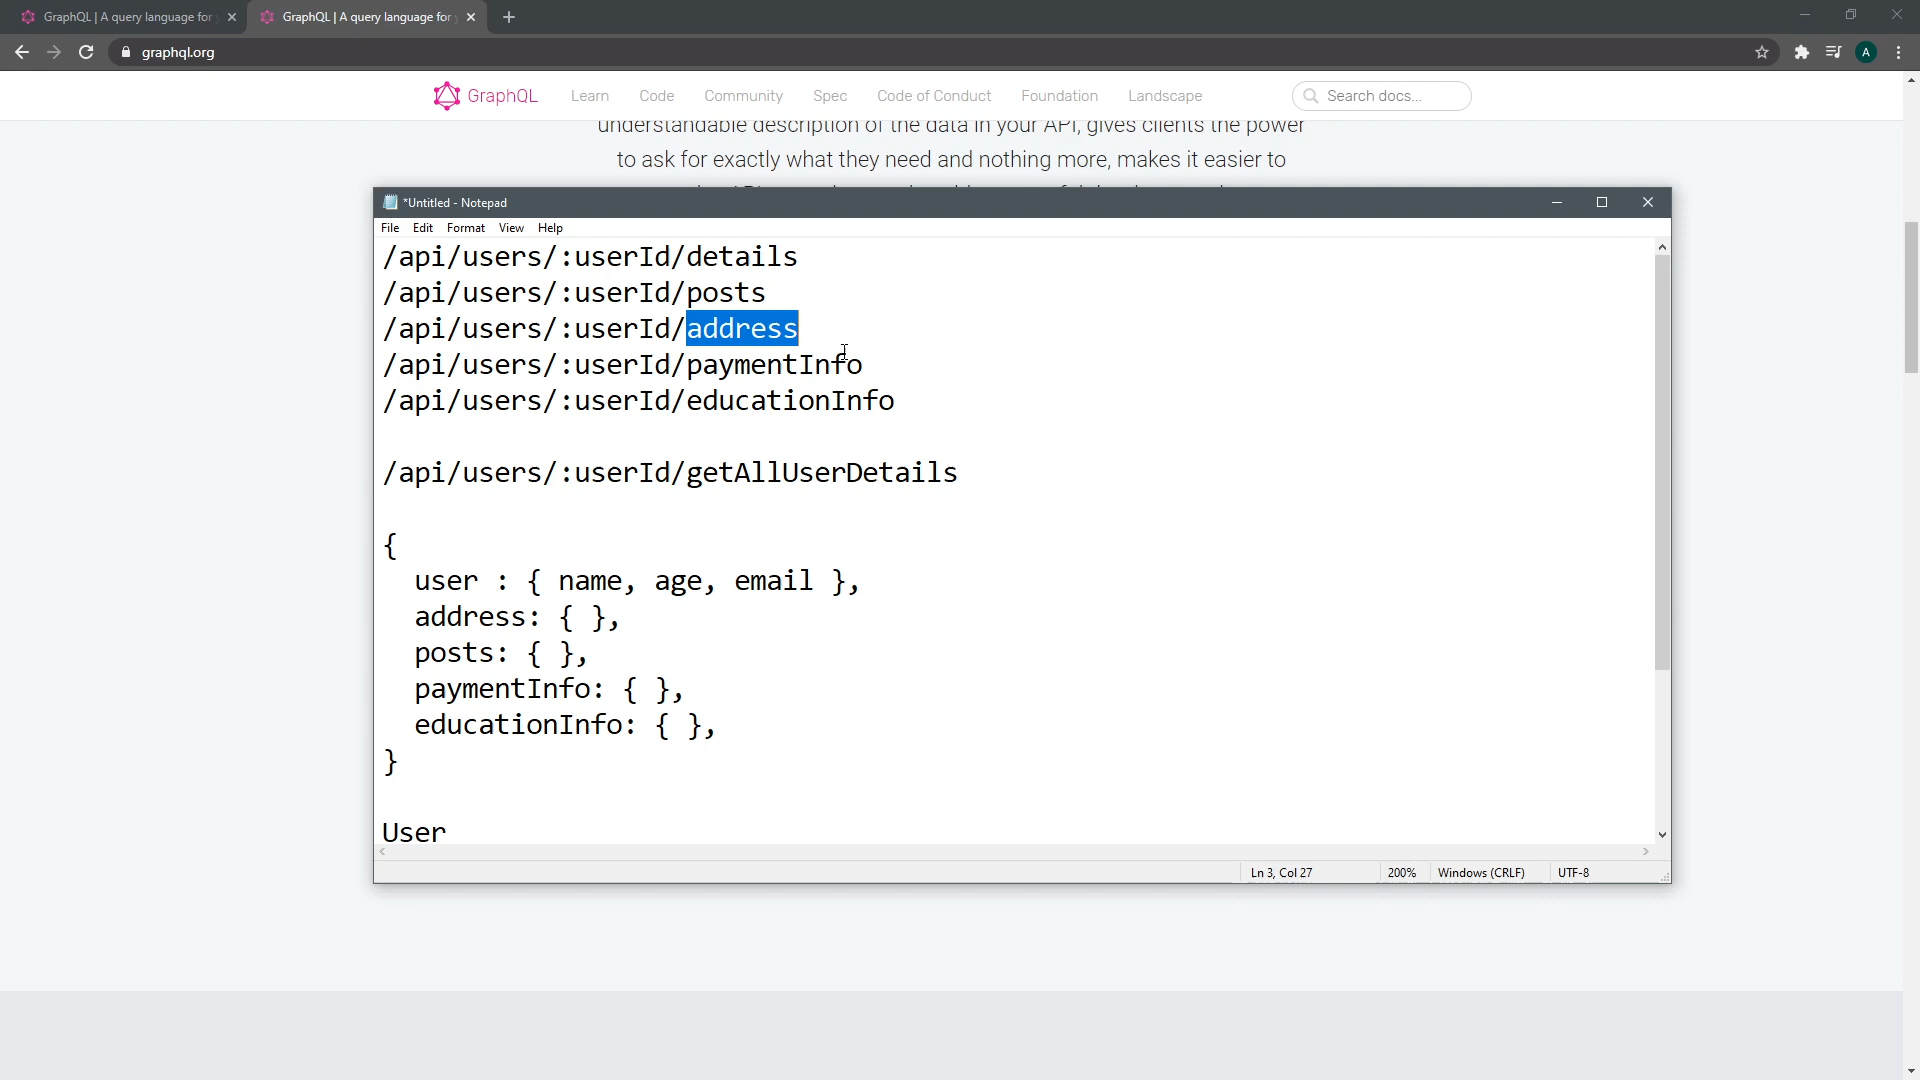 GraphQL | A query language for
GraphQL | A query language for
graphql.org
A
GraphQL
Learn
Code
Community
Spec
Code of Conduct
Foundation
Landscape
Search docs...
understandable description of the data in your API, gives clients the power
to ask for exactly what they need and nothing more, makes it easier to
*Untitled - Notepad
File Edit Format View Help
/api/users/:userId/details
/api/users/:userId/posts
/api/users/:userId/address
/api/users/:userId/paymentInfo
/api/users/:userId/educationInfo
/api/users/:userId/getAllUserDetails
{
user : { name, age, email },
address: { },
posts: { },
paymentInfo: { },
educationInfo: { },
}
User
Ln 3, Col 27
200%
Windows (CRLF)
UTF-8